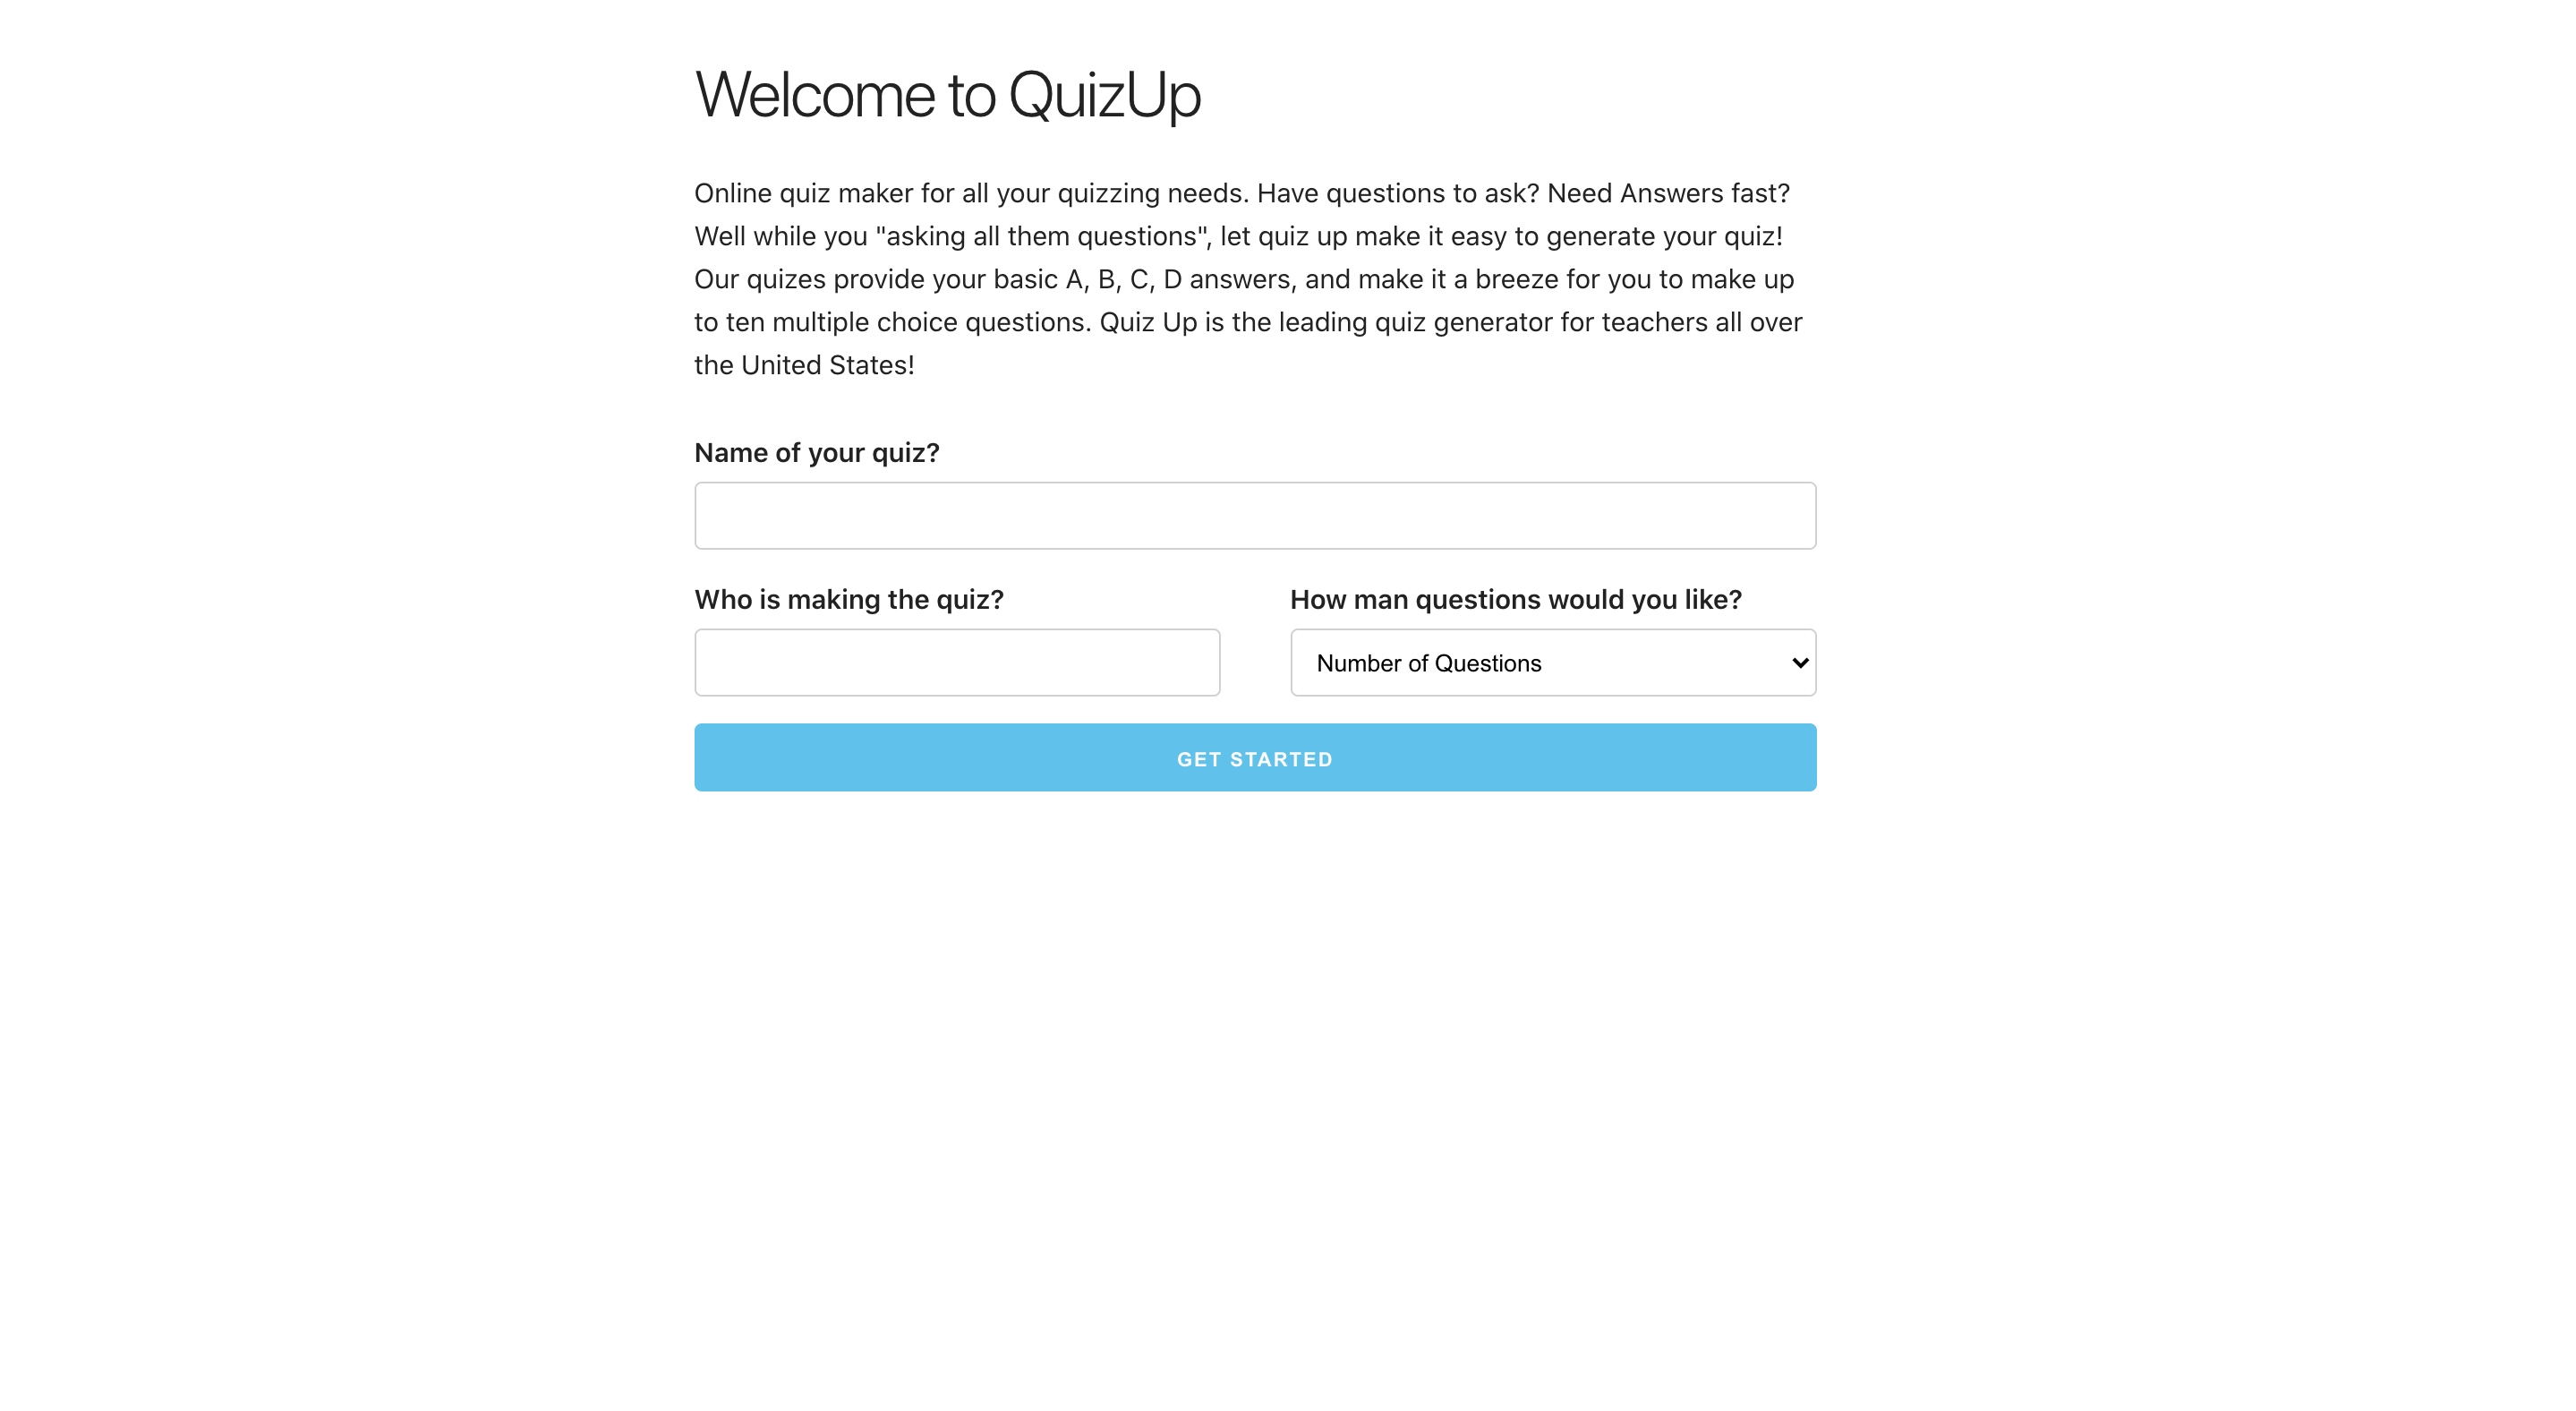 Welcome to QuizUp
Online quiz maker for all your quizzing needs. Have questions to ask? Need Answers fast?
Well while you "asking all them questions", let quiz up make it easy to generate your quiz!
Our quizes provide your basic A, B, C, D answers, and make it a breeze for you to make up
to ten multiple choice questions. Quiz Up is the leading quiz generator for teachers all over
the United States!
Name of your quiz?
Who is making the quiz?
How man questions would you like?
Number of Questions
GET STARTED